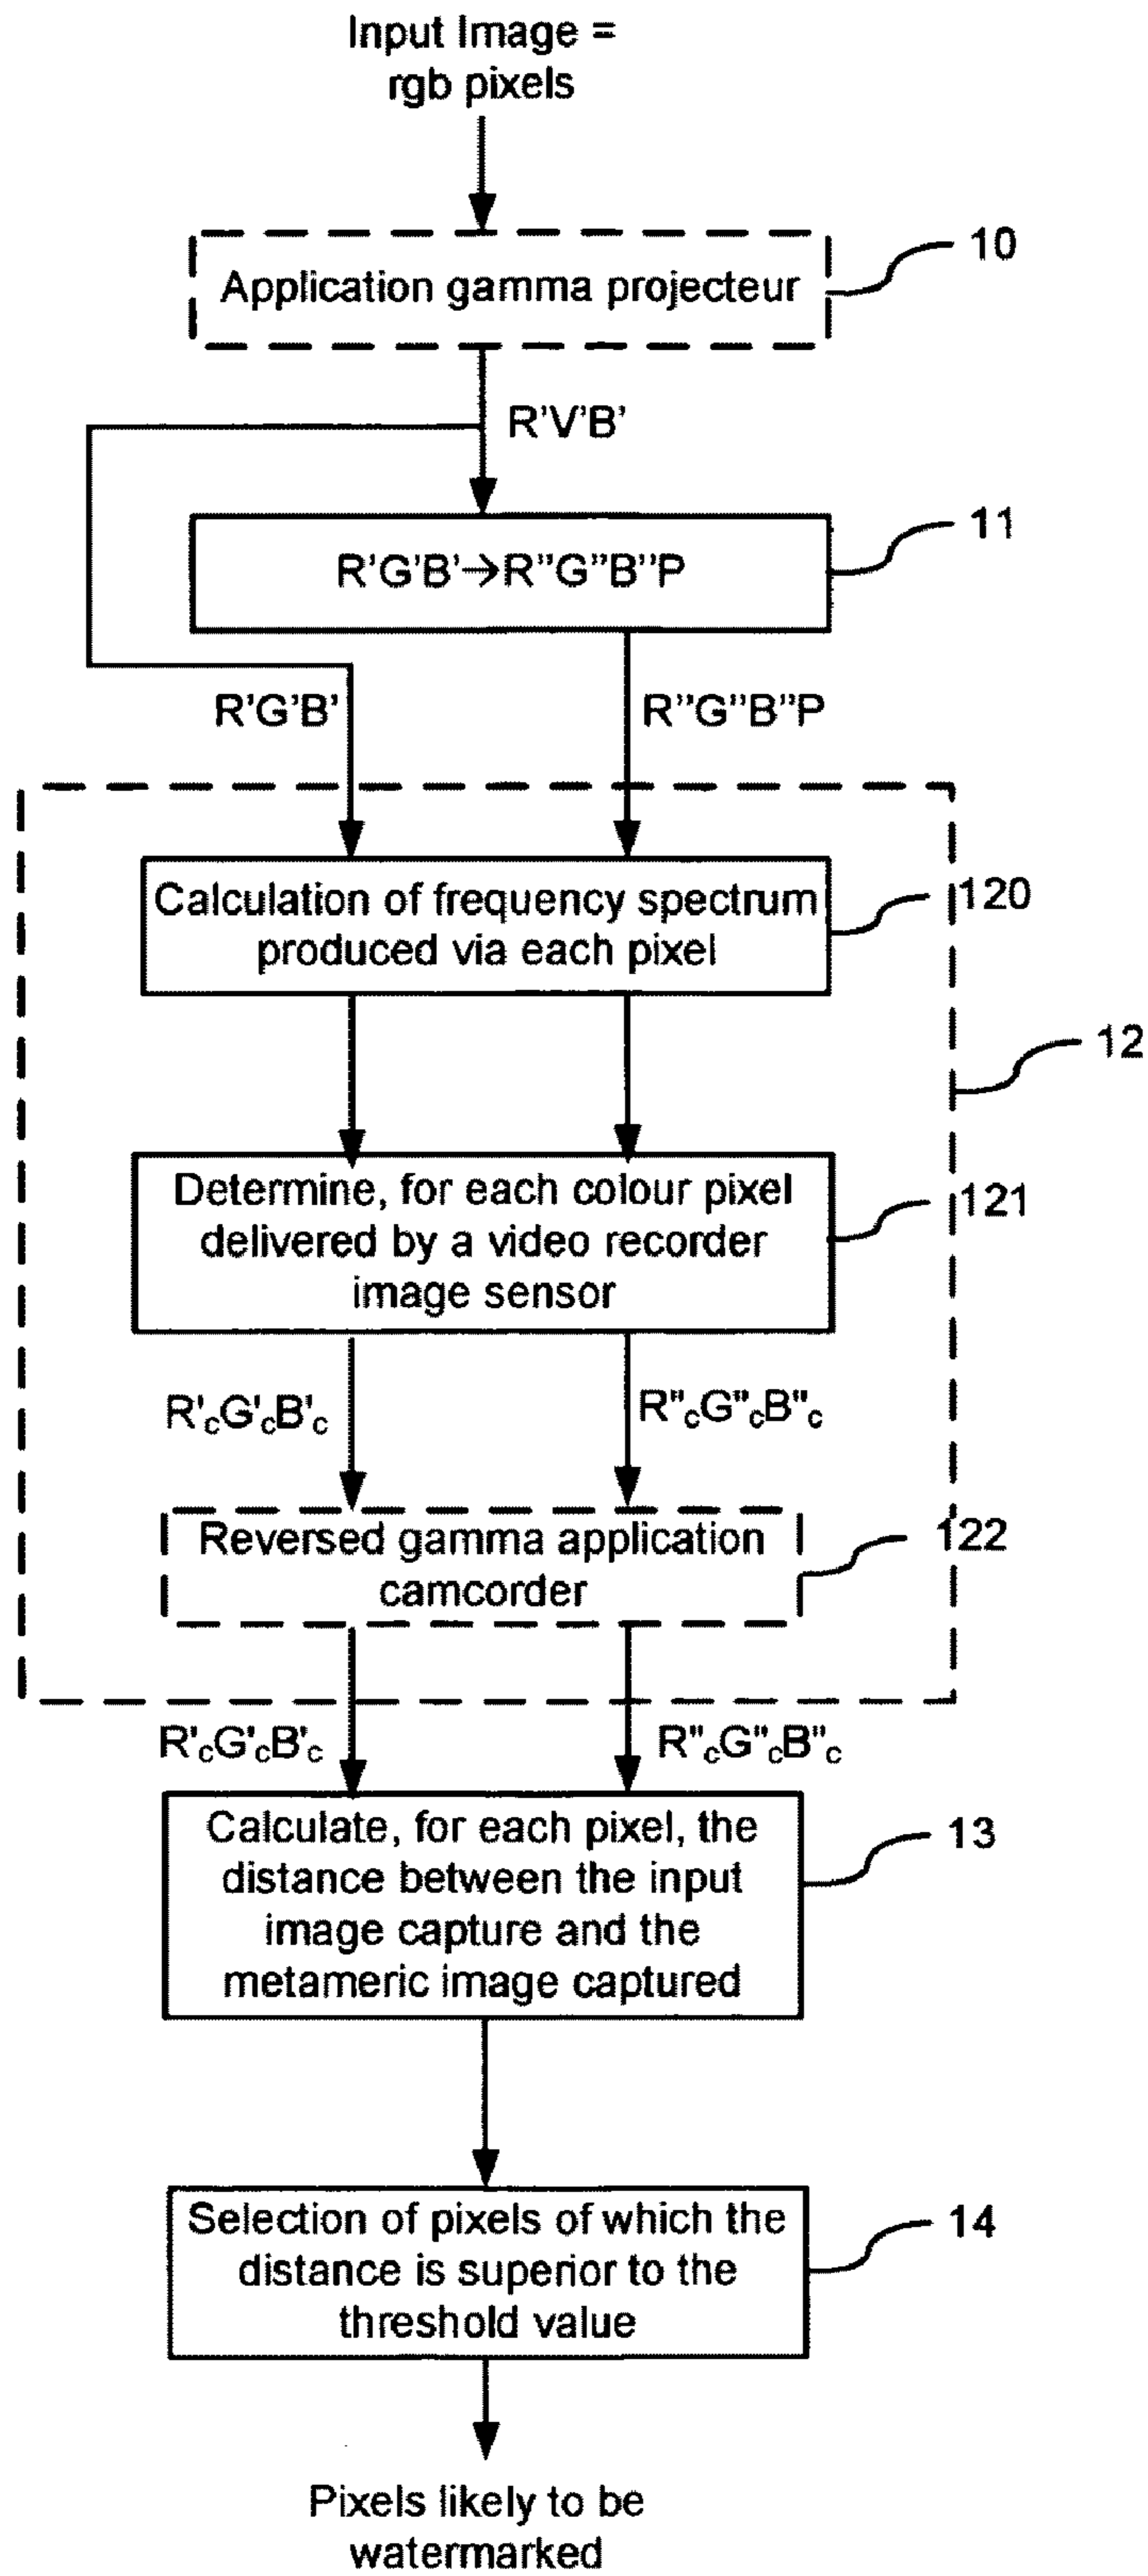 Input Image =
rgb pixels
10
Application gamma projecteur
R'V'B'
11
R'G'B'→R''G''B''P
R'G'B'
R''G''B''P
120
Calculation of frequency spectrum
produced via each pixel
12
121
Determine, for each colour pixel
delivered by a video recorder
image sensor
R'cG'cB'c
R"cG"cB"c
122
Reversed gamma application
camcorder
R'cG'cB'c
R"cG"cB"c
13
Calculate, for each pixel, the
distance between the input
image capture and the
metameric image captured
14
Selection of pixels of which the
distance is superior to the
threshold value
Pixels likely to be
watermarked